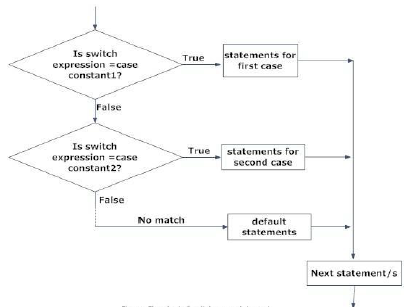 Is switch
expression =case
constant1?
True
statements for
first case
False
Is switch
expression =case
constant2?
True
statements for
second case
False
No match
default
statements
Next statement/s